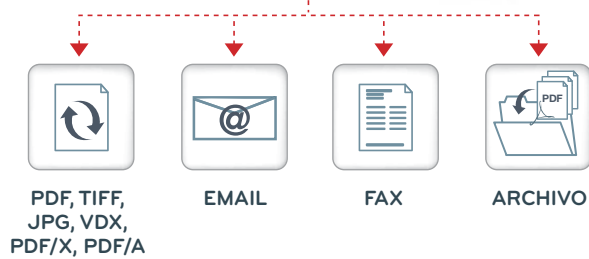 @
PDF
PDF, TIFF,
JPG, VDX,
PDF/X, PDF/A
EMAIL
FAX
ARCHIVO